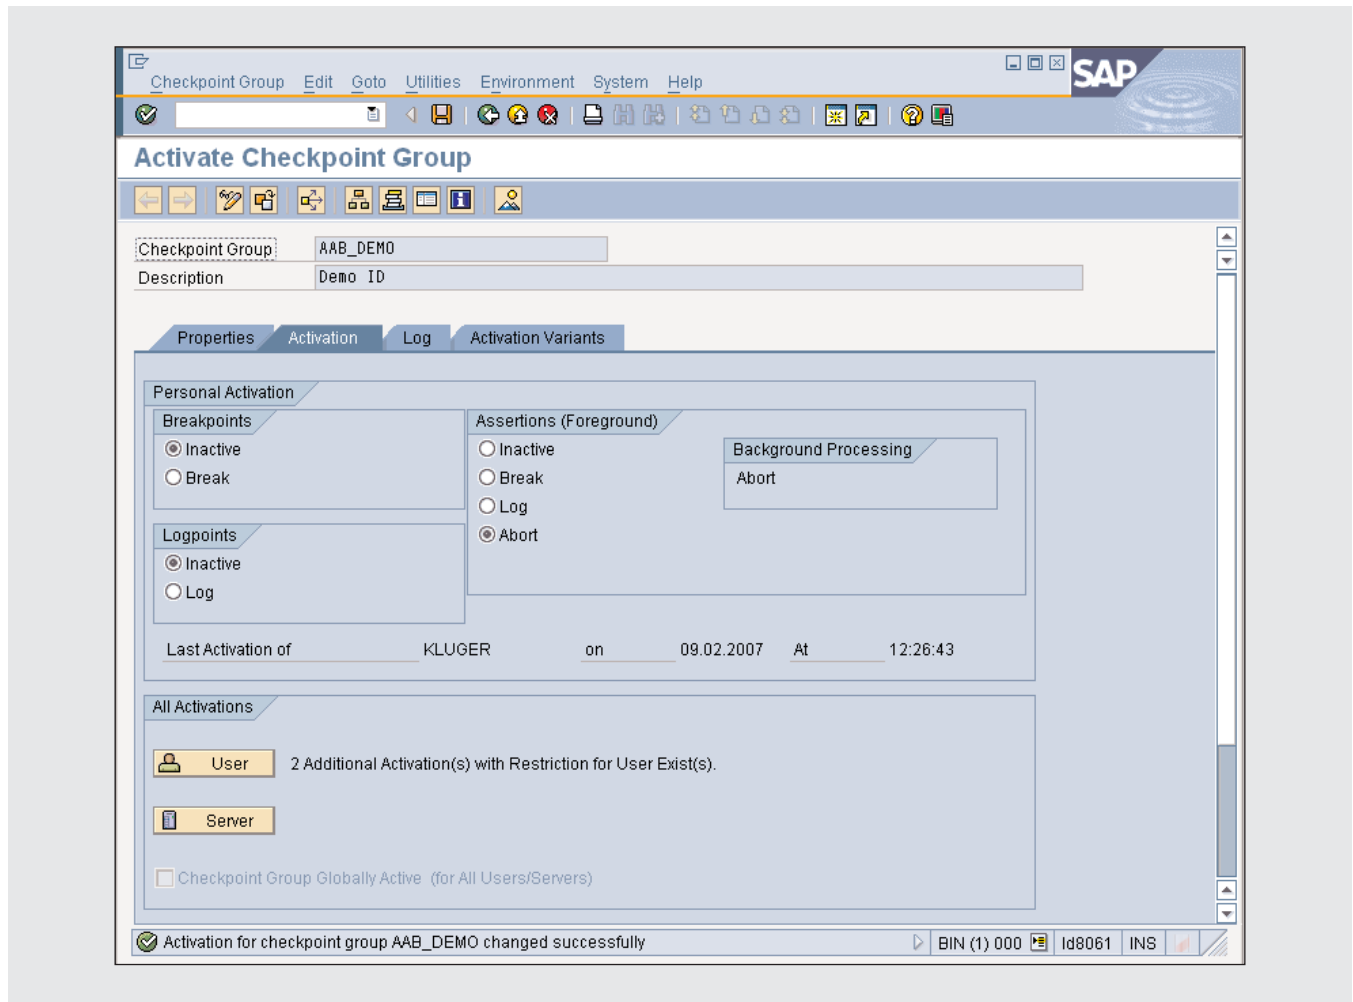 SAP
Checkpoint Group Edit Goto Utilities Environment System Help
Activate Checkpoint Group
Checkpoint Group AAB_DEMO
Description Demo ID
Properties Activation Log Activation Variants
Personal Activation
Breakpoints
Inactive
Break
Assertions (Foreground)
Inactive
Break
Log
Abort
Background Processing
Abort
Logpoints
Inactive
Log
Last Activation of KLUGER on 09.02.2007 At 12:26:43
All Activations
User 2 Additional Activation(s) with Restriction for User Exist(s).
Server
Checkpoint Group Globally Active (for All Users/Servers)
Activation for checkpoint group AAB_DEMO changed successfully BIN (1) 000 ld8061 INS